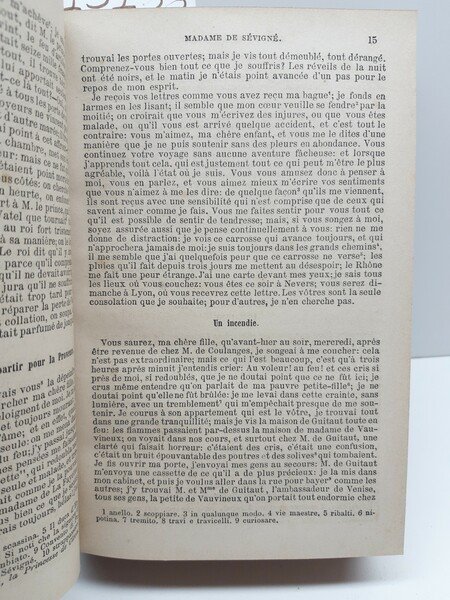 MADAME DE SÉVIGNÉ. 15
trouvai les portes ouvertes; mais je vis tout démeublé, tout dérangé.
Comprenez-vous bien tout ce que je souffris? Les réveils de la nuit
ont été noirs, et le matin je n'étais point avancée d'un pas pour le
repos de mon esprit.
Je reçois vos lettres comme vous avez reçu ma bague¹; je fonds en
larmes en les lisant; il semble que mon cœur veuille se fendre² par la
moitié; on croirait que vous m'écrivez des injures, ou que vous êtes
malade, ou qu'il vous est arrivé quelque accident, et c'est tout le
contraire: vous m'aimez, ma chère enfant, et vous me le dites d'une
manière que je ne puis soutenir sans des pleurs en abondance. Vous
continuez votre voyage sans aucune aventure fâcheuse: et lorsque
j'apprends tout cela, qui est justement tout ce qui peut m'être le plus
agréable, voilà l'état où je suis. Vous vous amusez donc à penser à
moi, vous en parlez, et vous aimez mieux m'écrire vos sentiments
que vous n'aimez à me les dire: de quelque façon³ qu'ils me viennent,
ils sont reçus avec une sensibilité qui n'est comprise que de ceux qui
savent aimer comme je fais. Vous me faites sentir pour vous tout ce
qu'il est possible de sentir de tendresse; mais, si vous songez à moi,
soyez assurée aussi que je pense continuellement à vous: rien ne me
donne de distraction: je vois ce carrosse qui avance toujours, et qui
n'approchera jamais de moi: je suis toujours dans les grands chemins⁴,
il me semble que j'ai quelquefois peur que ce carrosse ne verse⁵; les
pluies qu'il fait depuis trois jours me mettent au désespoir; le Rhône
me fait une peur étrange. J'ai une carte devant mes yeux; je sais tous
les lieux où vous couchez: vous êtes ce soir à Nevers; vous serez di-
manche à Lyon, où vous recevrez cette lettre. Les vôtres sont la seule
consolation que je souhaite; pour d'autres, je n'en cherche pas.
Un incendie.
Vous saurez, ma chère fille, qu'avant-hier au soir, mercredi, après
être revenue de chez M. de Coulanges, je songeai à me coucher: cela
n'est pas extraordinaire; mais ce qui l'est beaucoup, c'est qu'à trois
heures après minuit j'entendis crier: Au voleur! au feu! et ces cris si
près de moi, si redoublés, que je ne doutai point que ce ne fût ici; je
crus même entendre qu'on parlait de ma pauvre petite-fille⁶; je ne
doutai point qu'elle ne fût brûlée: je me levai dans cette crainte, sans
lumière, avec un tremblement⁷ qui m'empêchait presque de me sou-
tenir. Je courus à son appartement qui est le vôtre, je trouvai tout
dans une grande tranquillité; mais je vis la maison de Guitaut toute en
feu: les flammes passaient par-dessus la maison de madame de Vau-
vineux; on voyait dans nos cours, et surtout chez M. de Guitaut, une
clarté qui faisait horreur: c'étaient des cris, c'était une confusion,
c'était un bruit épouvantable des poutres et des solives⁸ qui tombaient.
Je fis ouvrir ma porte, j'envoyai mes gens au secours: M. de Guitaut
m'envoya une cassette de ce qu'il a de plus précieux: je la mis dans
mon cabinet, et puis je voulus aller dans la rue pour bayer⁹ comme les
autres; j'y trouvai M. et Mᵐᵉ de Guitaut, l'ambassadeur de Venise,
tous ses gens, la petite de Vauvineux qu'on portait tout endormie chez
1 anello. 2 scoppiare. 3 in qualunque modo. 4 vie maestre. 5 ribalti. 6 ni-
potina. 7 tremito. 8 travi e travicelli. 9 curiosare.